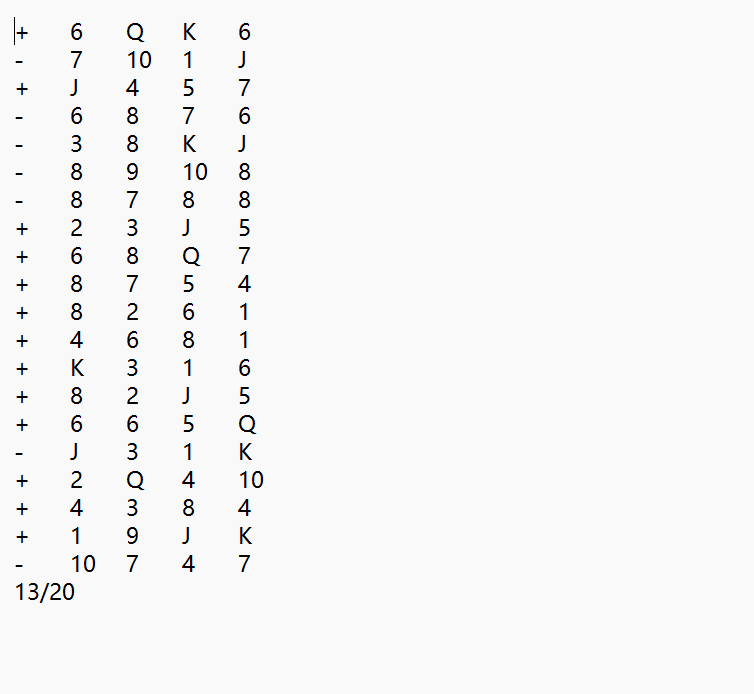 + 6 Q K 6
- 7 10 1 J
+ J 4 5 7
- 6 8 7 6
- 3 8 K J
- 8 9 10 8
- 8 7 8 8
+ 2 3 J 5
+ 6 8 Q 7
+ 8 7 5 4
+ 8 2 6 1
+ 4 6 8 1
+ K 3 1 6
+ 8 2 J 5
+ 6 6 5 Q
- J 3 1 K
+ 2 Q 4 10
+ 4 3 8 4
+ 1 9 J K
- 10 7 4 7
13/20